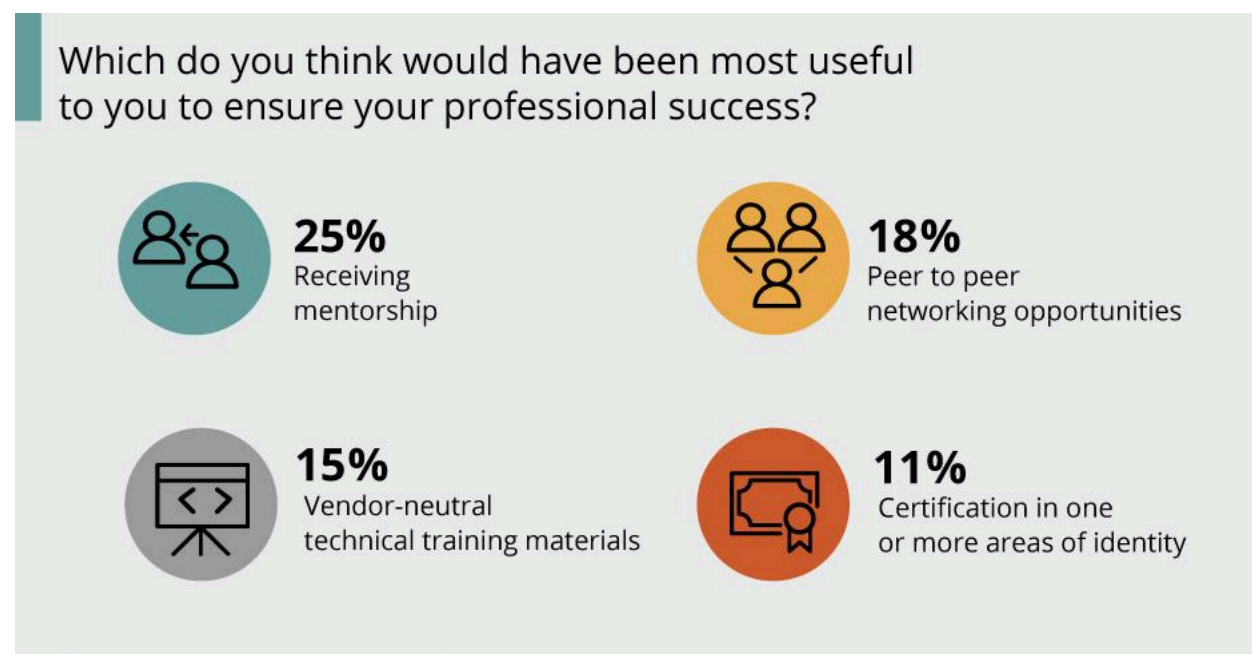 Which do you think would have been most useful
to you to ensure your professional success?
25%
Receiving
mentorship
18%
Peer to peer
networking opportunities
15%
Vendor-neutral
technical training materials
11%
Certification in one
or more areas of identity